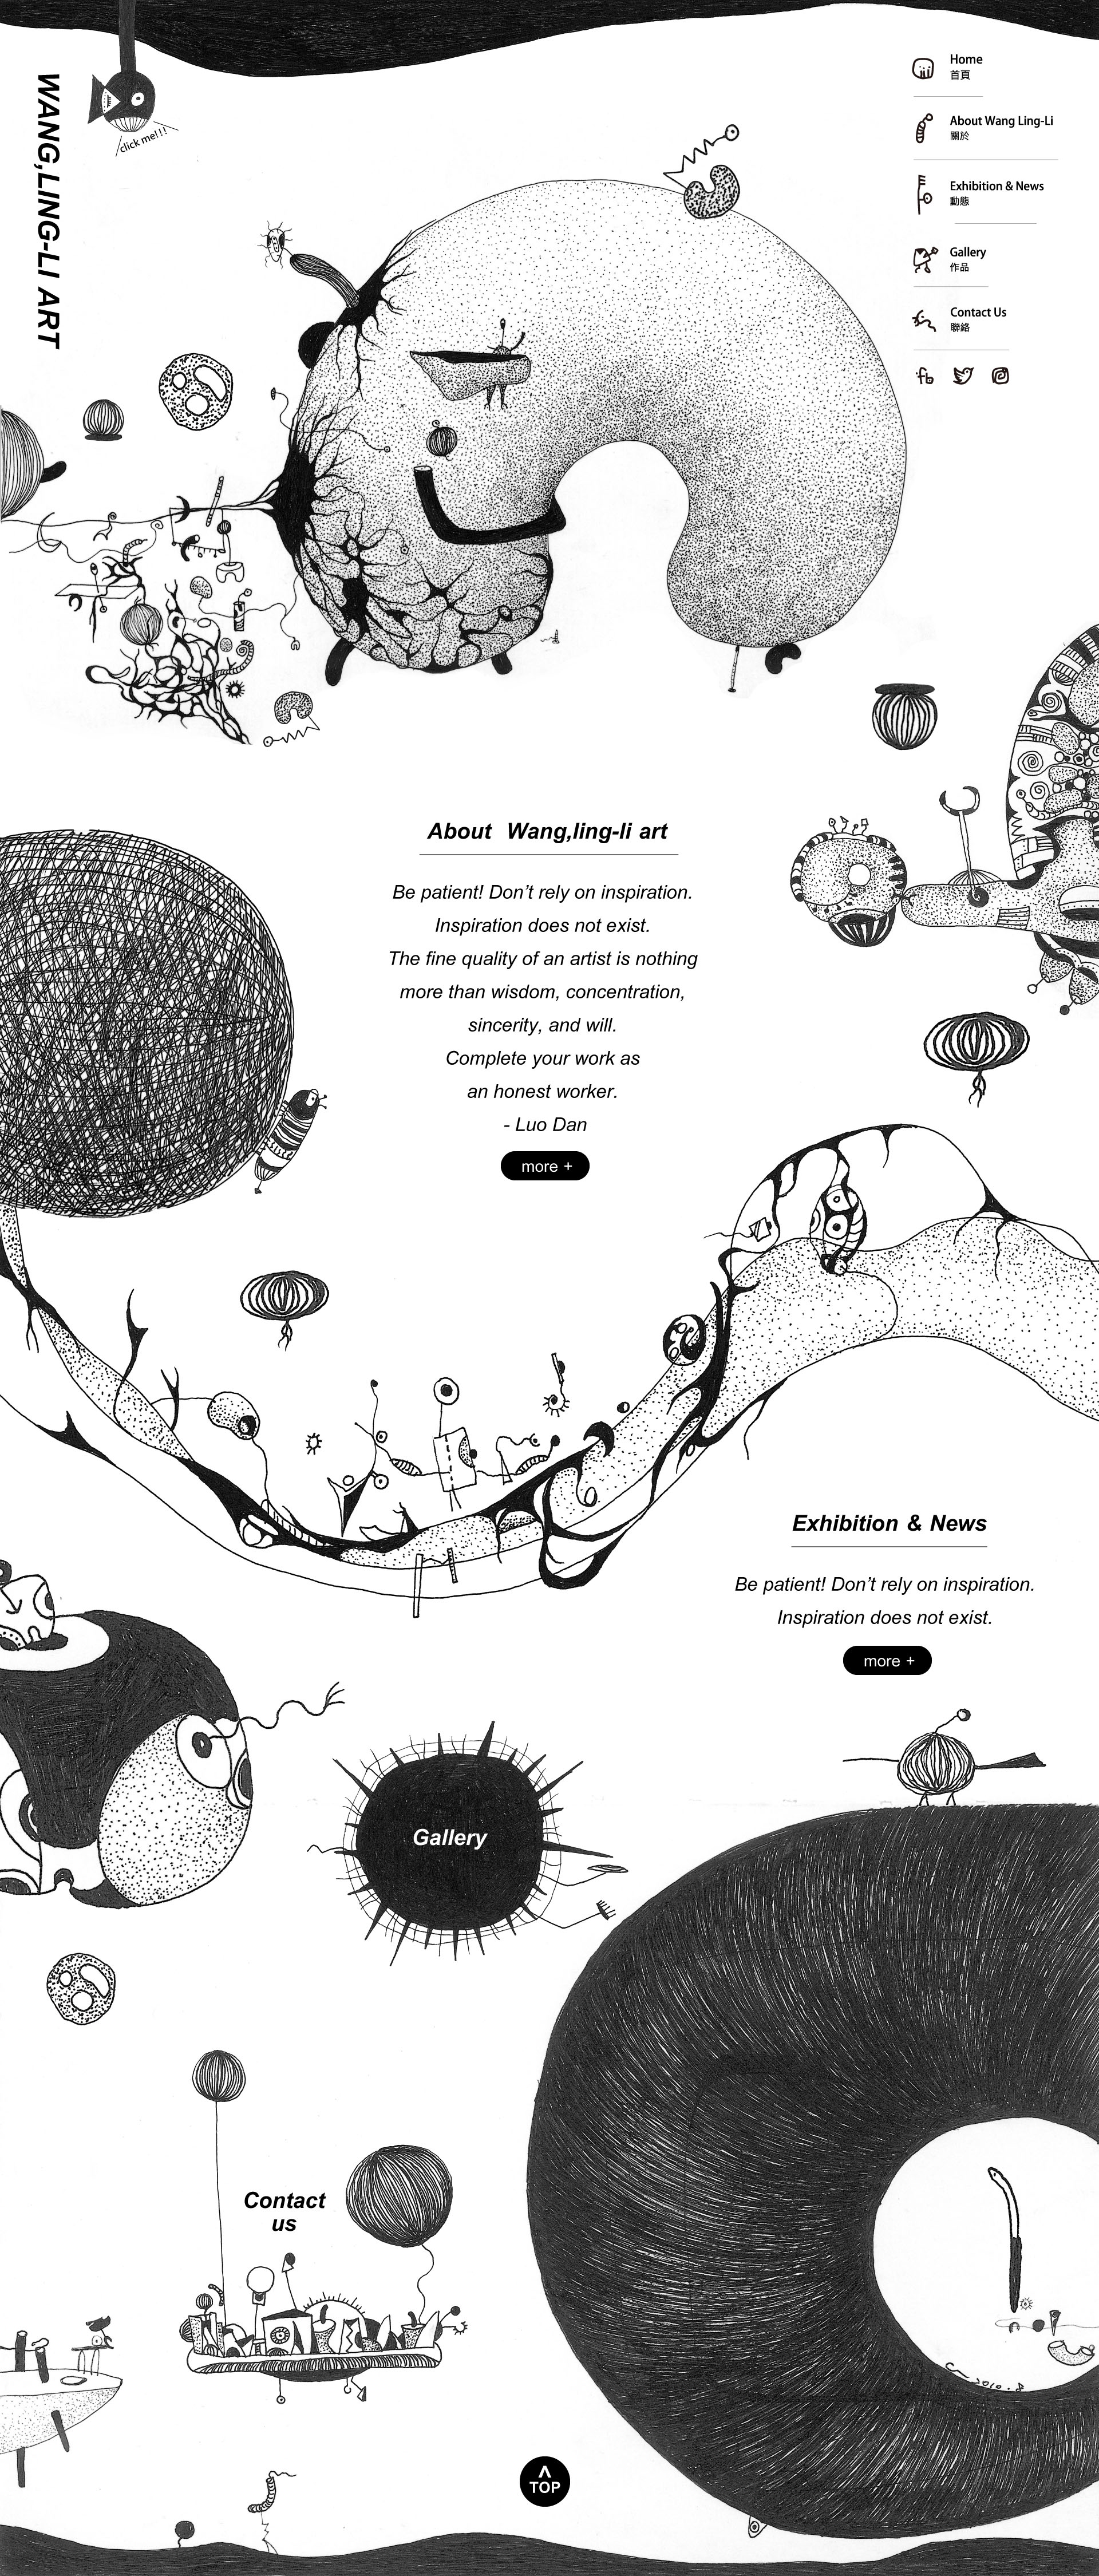 WANG,LING-LI ART
click me!!!
Home
首頁
About Wang Ling-Li
關於
Exhibition & News
動態
Gallery
作品
Contact Us
聯絡
fb
About Wang,ling-li art
Be patient! Don’t rely on inspiration.
Inspiration does not exist.
The fine quality of an artist is nothing
more than wisdom, concentration,
sincerity, and will.
Complete your work as
an honest worker.
- Luo Dan
more +
Exhibition & News
Be patient! Don’t rely on inspiration.
Inspiration does not exist.
more +
Gallery
Contact
us
TOP